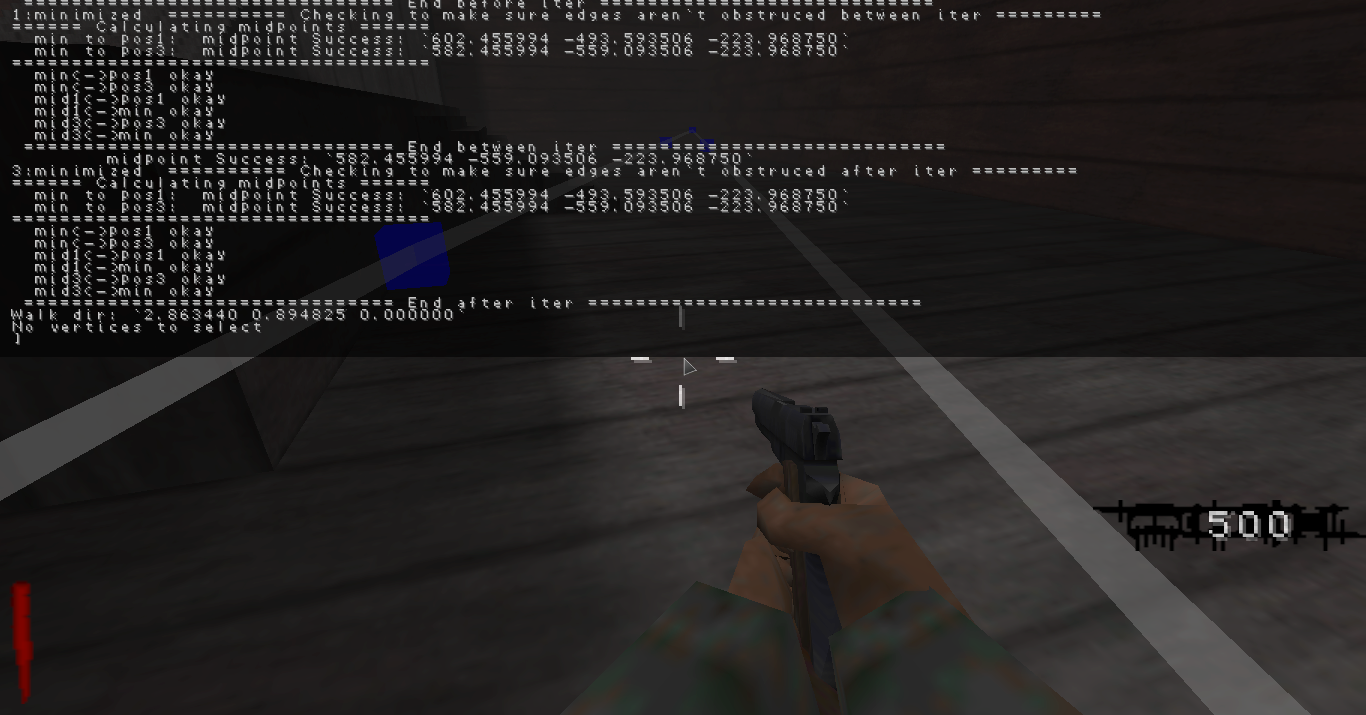 ============================== End before iter ==============================
1:minimized  ========== Checking to make sure edges aren`t obstruced between iter =========
====== Calculating midpoints ======
min to pos1:  midpoint Success: `602.455994 -493.593506 -223.968750`
min to pos3:  midpoint Success: `582.455994 -559.093506 -223.968750`
===================================
min<->pos1 okay
min<->pos3 okay
mid1<->pos1 okay
mid1<->min okay
mid3<->pos3 okay
mid3<->min okay
=============================== End between iter ============================
midpoint Success: `582.455994 -559.093506 -223.968750`
3:minimized  ========== Checking to make sure edges aren`t obstruced after iter =========
====== Calculating midpoints ======
min to pos1:  midpoint Success: `602.455994 -493.593506 -223.968750`
min to pos3:  midpoint Success: `582.455994 -559.093506 -223.968750`
===================================
min<->pos1 okay
min<->pos3 okay
mid1<->pos1 okay
mid1<->min okay
mid3<->pos3 okay
mid3<->min okay
=============================== End after iter ============================
Walk dir: `2.863440 0.894825 0.000000`
No vertices to select
]
500